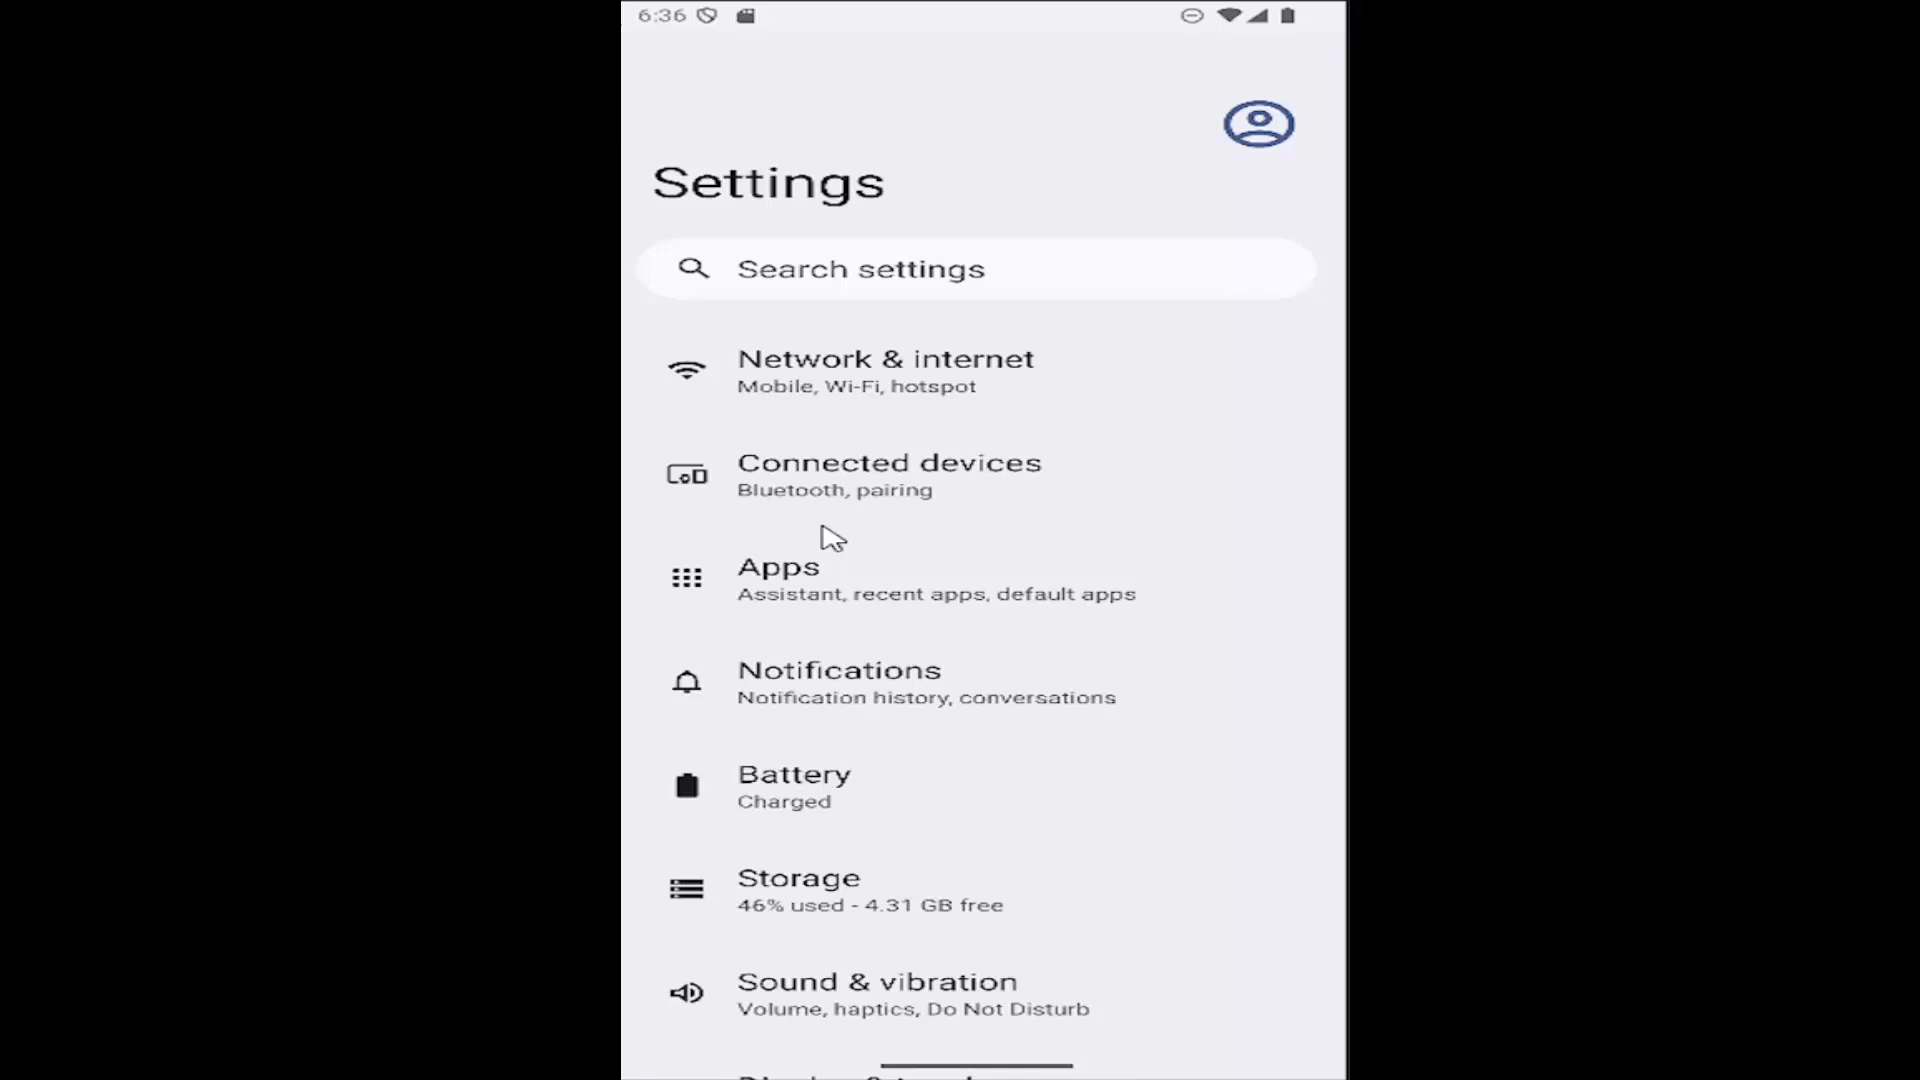 6:36
Settings
Search settings
Network & internet
Mobile, Wi-Fi, hotspot
Connected devices
Bluetooth, pairing
Apps
Assistant, recent apps, default apps
Notifications
Notification history, conversations
Battery
Charged
Storage
46% used - 4.31 GB free
Sound & vibration
Volume, haptics, Do Not Disturb